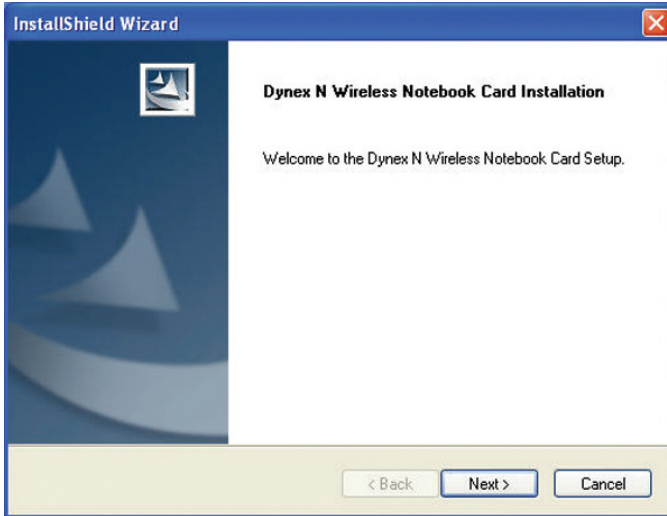 InstallShield Wizard
Dynex N Wireless Notebook Card Installation
Welcome to the Dynex N Wireless Notebook Card Setup.
< Back Next > Cancel